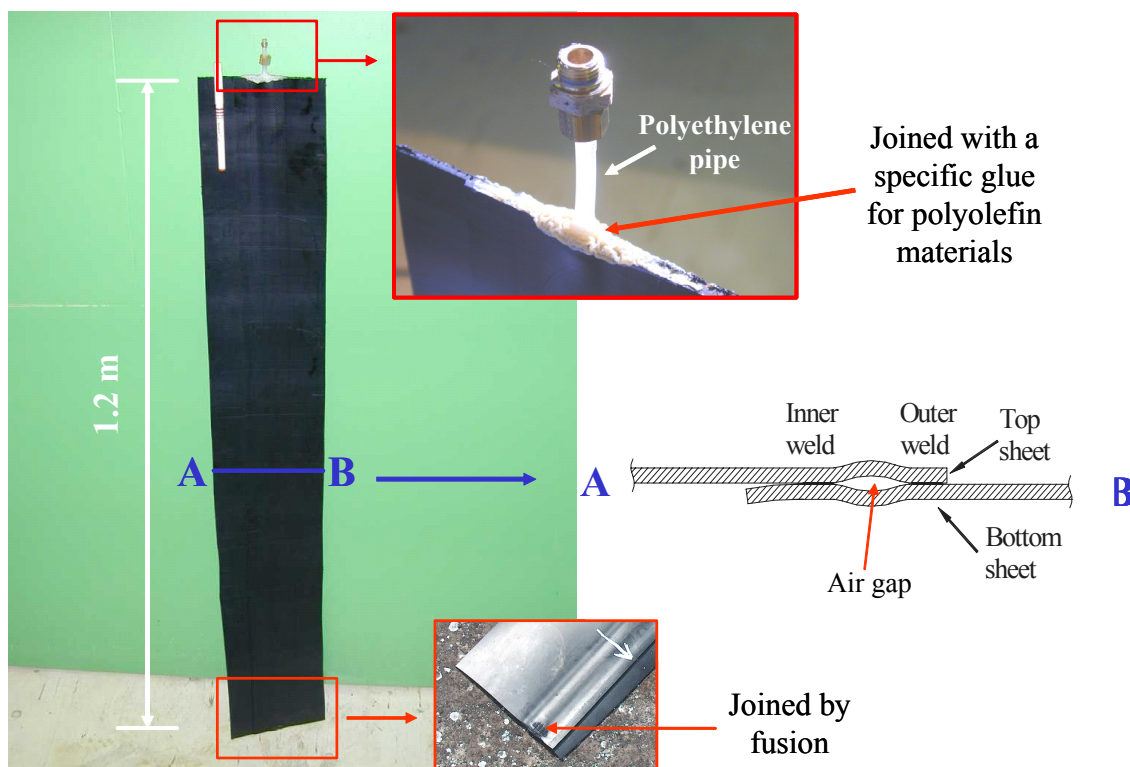 Polyethylene
pipe
Joined with a
specific glue
for polyolefin
materials
1.2 m
A
B
A
Inner
weld
Outer
weld
Top
sheet
B
Bottom
sheet
Air gap
Joined by
fusion